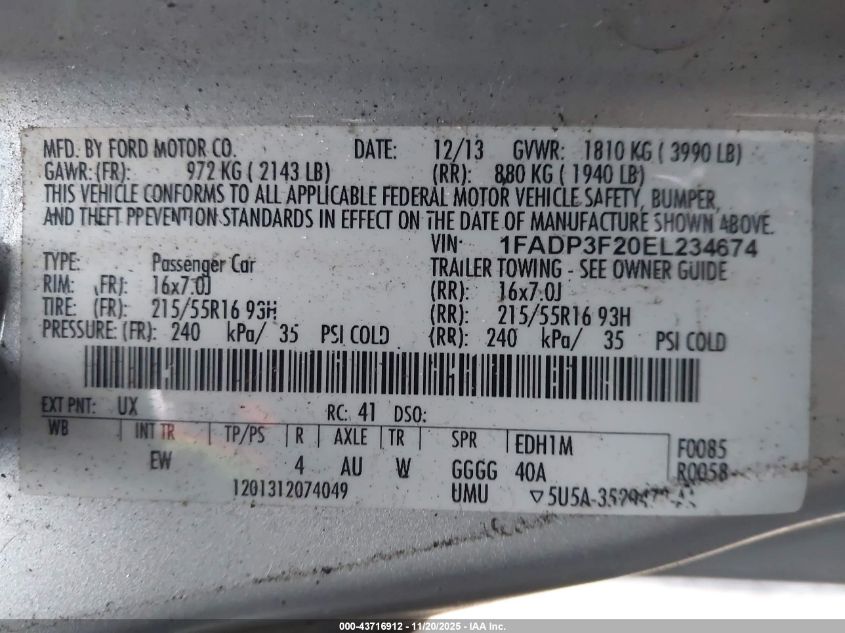 MFD. BY FORD MOTOR CO. DATE: 12/13 GVWR: 1810 KG ( 3990 LB)
GAWR:(FR): 972 KG ( 2143 LB) (RR): 880 KG ( 1940 LB)
THIS VEHICLE CONFORMS TO ALL APPLICABLE FEDERAL MOTOR VEHICLE SAFETY, BUMPER,
AND THEFT PREVENTION STANDARDS IN EFFECT ON THE DATE OF MANUFACTURE SHOWN ABOVE.
VIN: 1FADP3F20EL234674
TYPE: Passenger Car TRAILER TOWING - SEE OWNER GUIDE
RIM: (FR): 16x7.0J (RR): 16x7.0J
TIRE: (FR): 215/55R16 93H (RR): 215/55R16 93H
PRESSURE: (FR): 240 kPa/ 35 PSI COLD (RR): 240 kPa/ 35 PSI COLD
EXT PNT: UX RC: 41 DSO:
WB INT TR TP/PS R AXLE TR SPR EDH1M F0085
EW 4 AU W GGGG 40A R0058
1201312074049 UMU
000-43716912 - 11/20/2025 - IAA Inc.